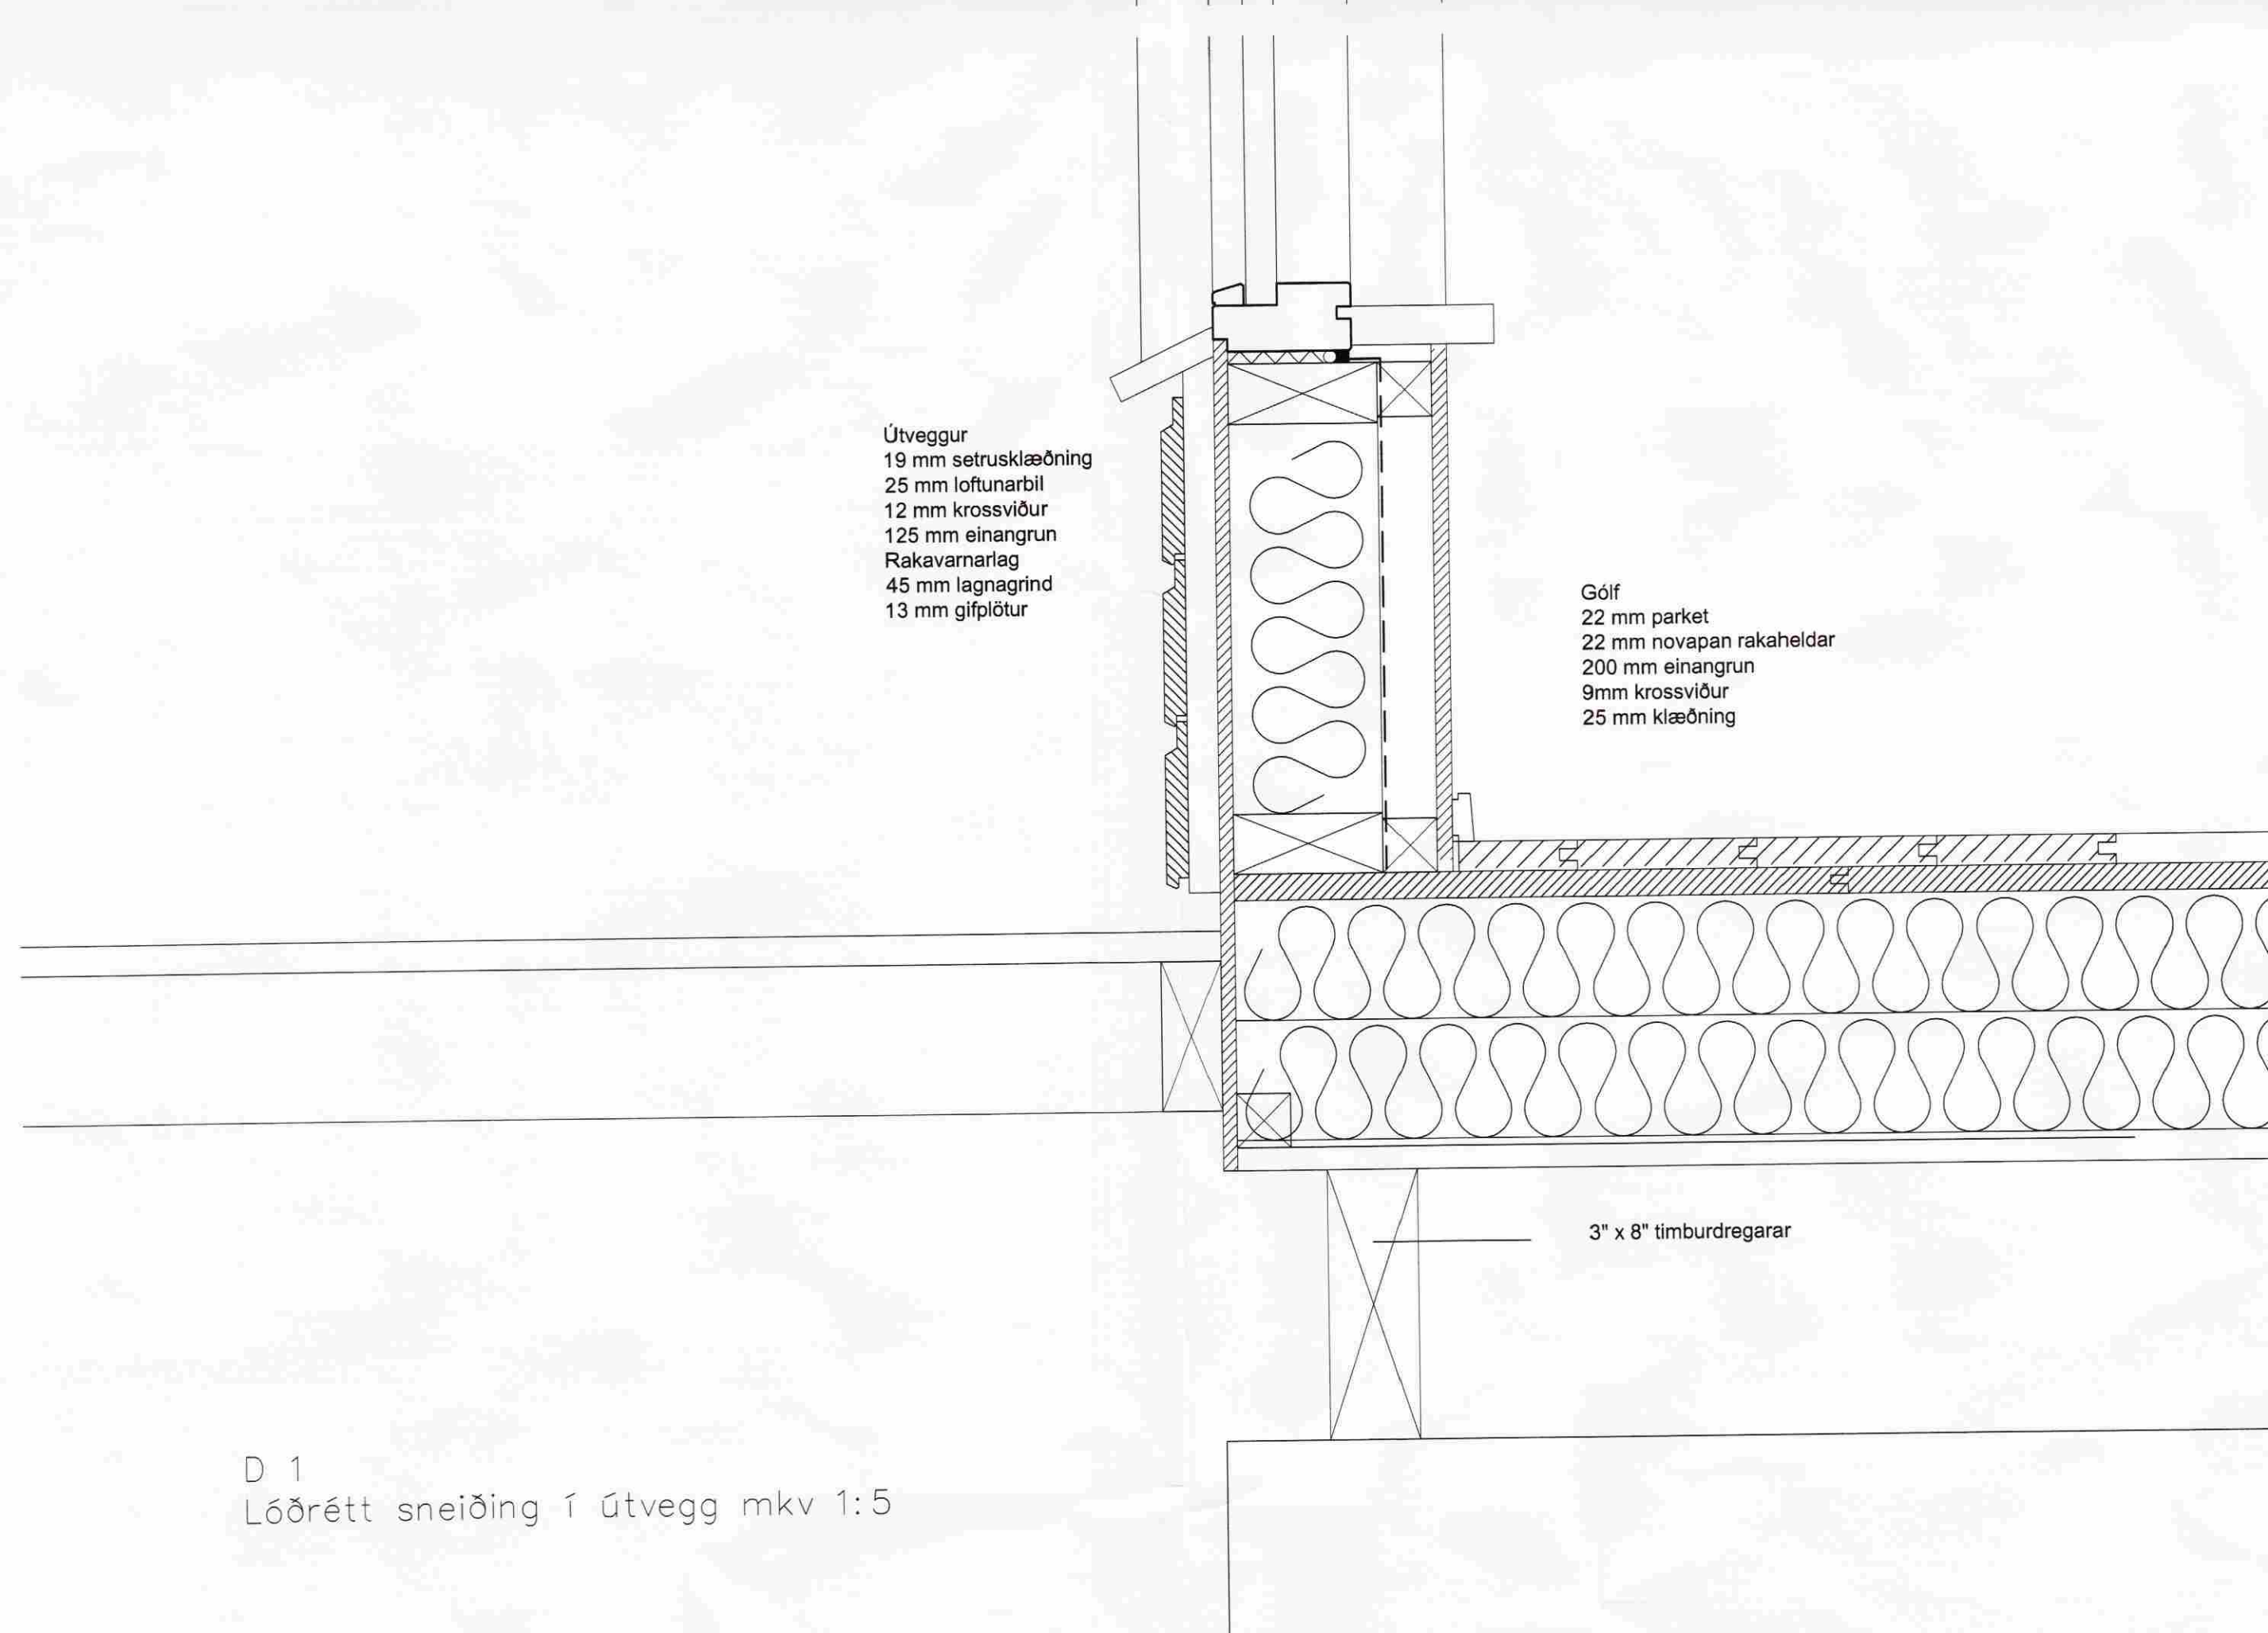 Útveggur
19 mm setrusklæðning
25 mm loftunarbil
12 mm krossviður
125 mm einangrun
Rakavarnarlag
45 mm lagnagrind
13 mm gifplötur
Gólf
22 mm parket
22 mm novapan rakaheldar
200 mm einangrun
9mm krossviður
25 mm klæðning
3" x 8" timburdregarar
D 1
Lóðrétt sneiðing í útvegg mkv 1:5